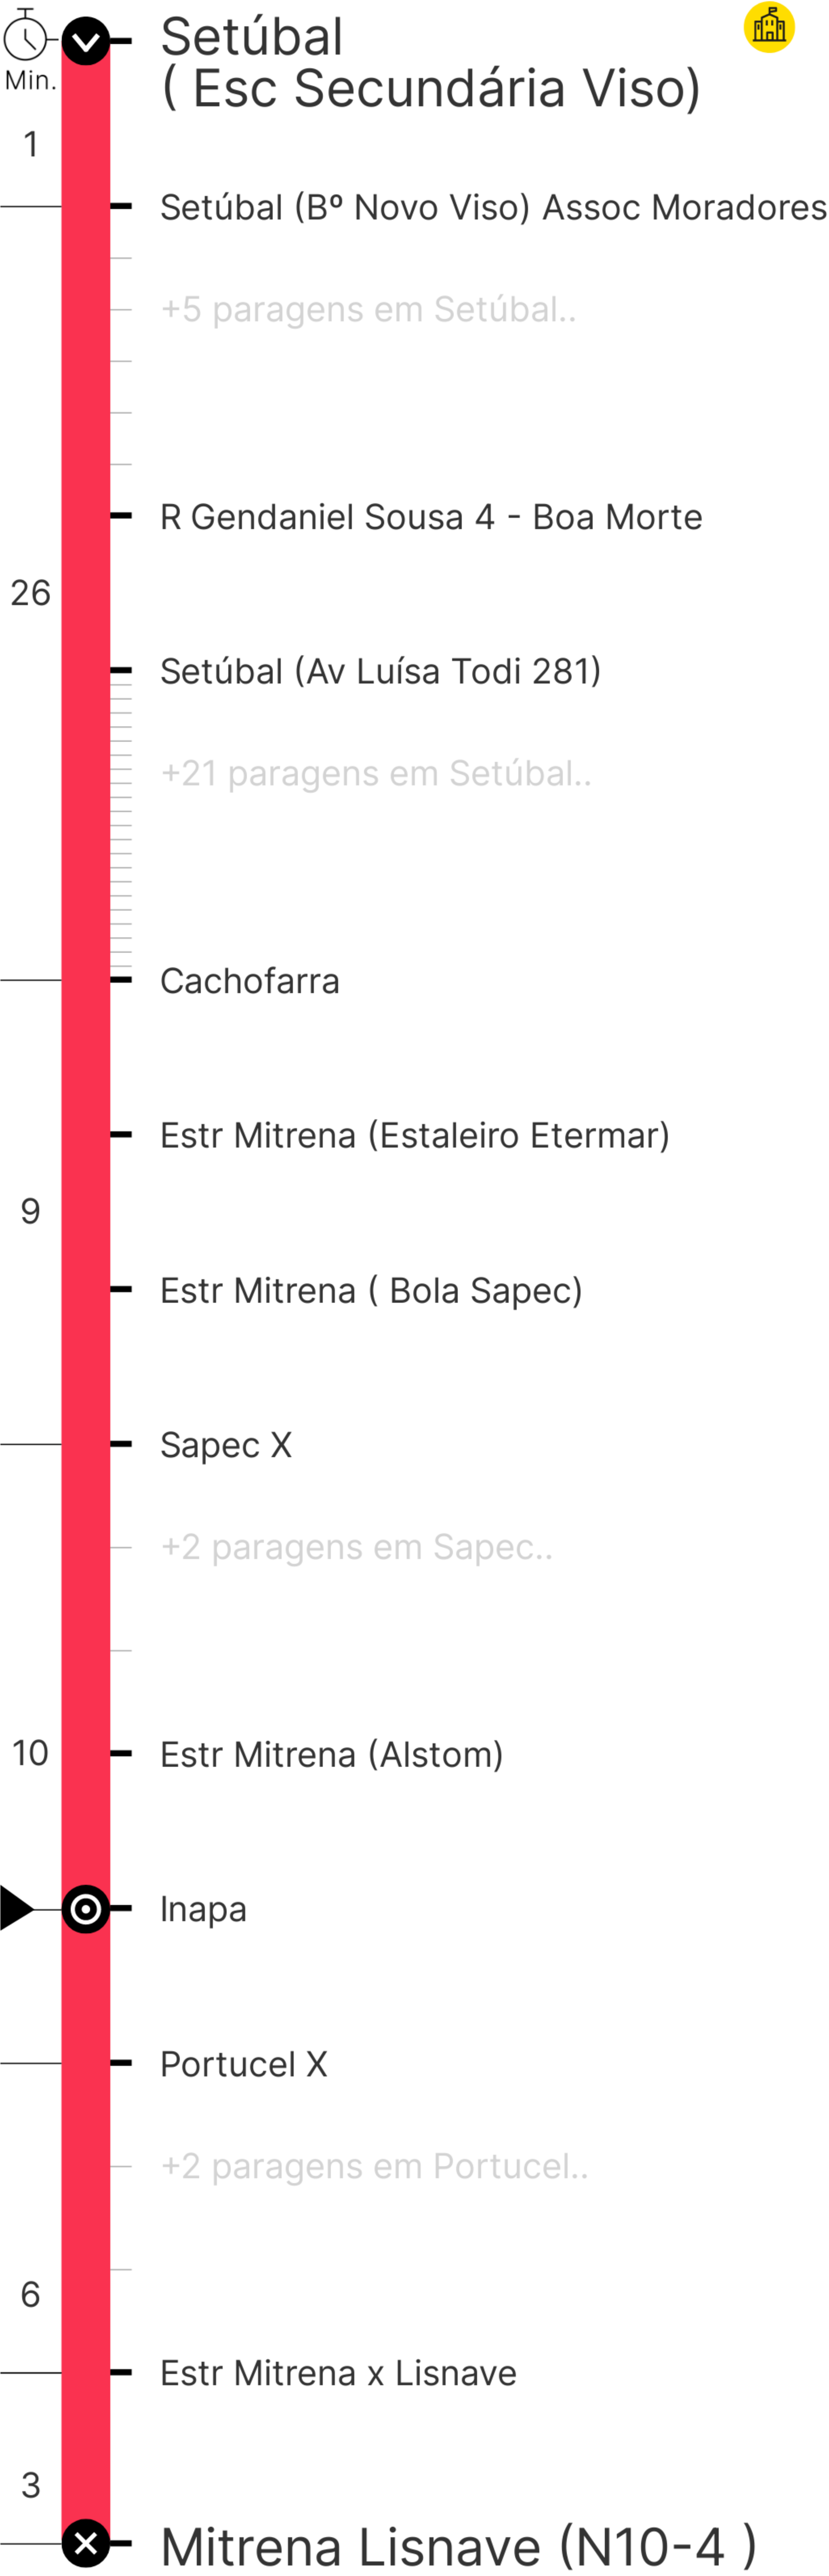 Setúbal
( Esc Secundária Viso)
Min.
1
Setúbal (Bº Novo Viso) Assoc Moradores
+5 paragens em Setúbal..
R Gendaniel Sousa 4 - Boa Morte
26
Setúbal (Av Luísa Todi 281)
+21 paragens em Setúbal..
Cachofarra
Estr Mitrena (Estaleiro Etermar)
9
Estr Mitrena ( Bola Sapec)
Sapec X
+2 paragens em Sapec..
10
Estr Mitrena (Alstom)
Inapa
Portucel X
+2 paragens em Portucel..
6
Estr Mitrena x Lisnave
3
Mitrena Lisnave (N10-4 )